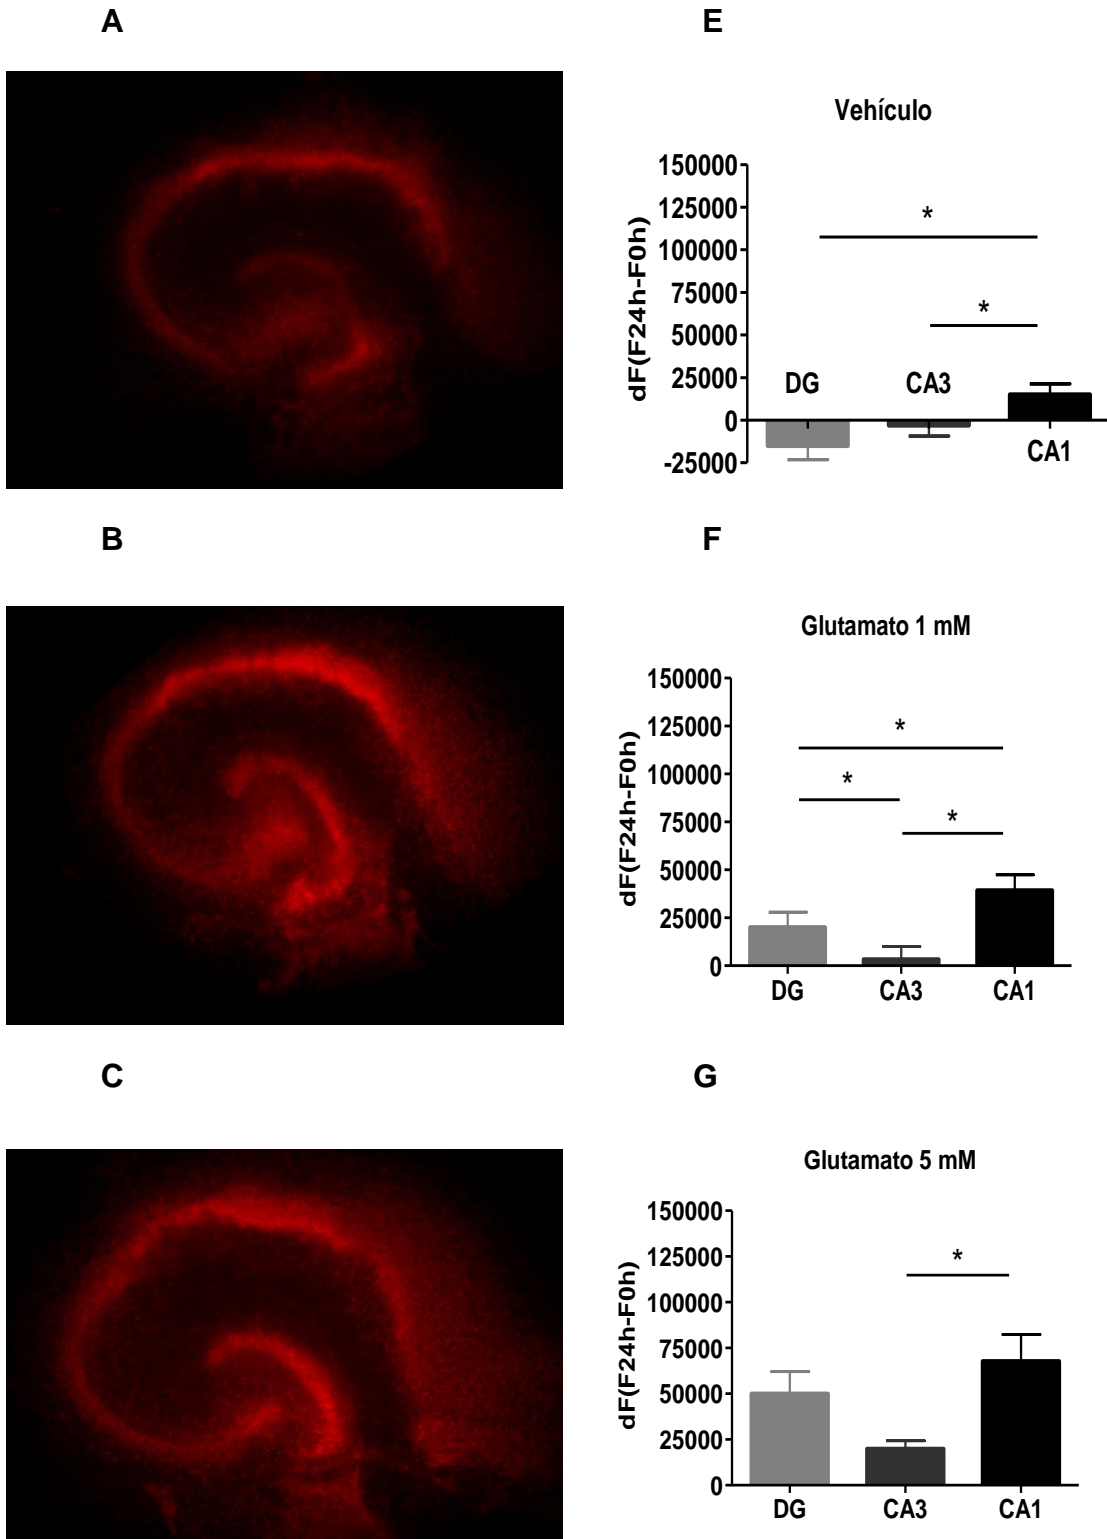 A
E
Vehículo
dF(F24h-F0h)
150000
125000
100000
75000
50000
25000
0
-25000
*
*
DG
CA3
CA1
B
F
Glutamato 1 mM
dF(F24h-F0h)
150000
125000
100000
75000
50000
25000
0
*
*
*
DG CA3 CA1
C
G
Glutamato 5 mM
dF(F24h-F0h)
150000
125000
100000
75000
50000
25000
0
*
DG CA3 CA1